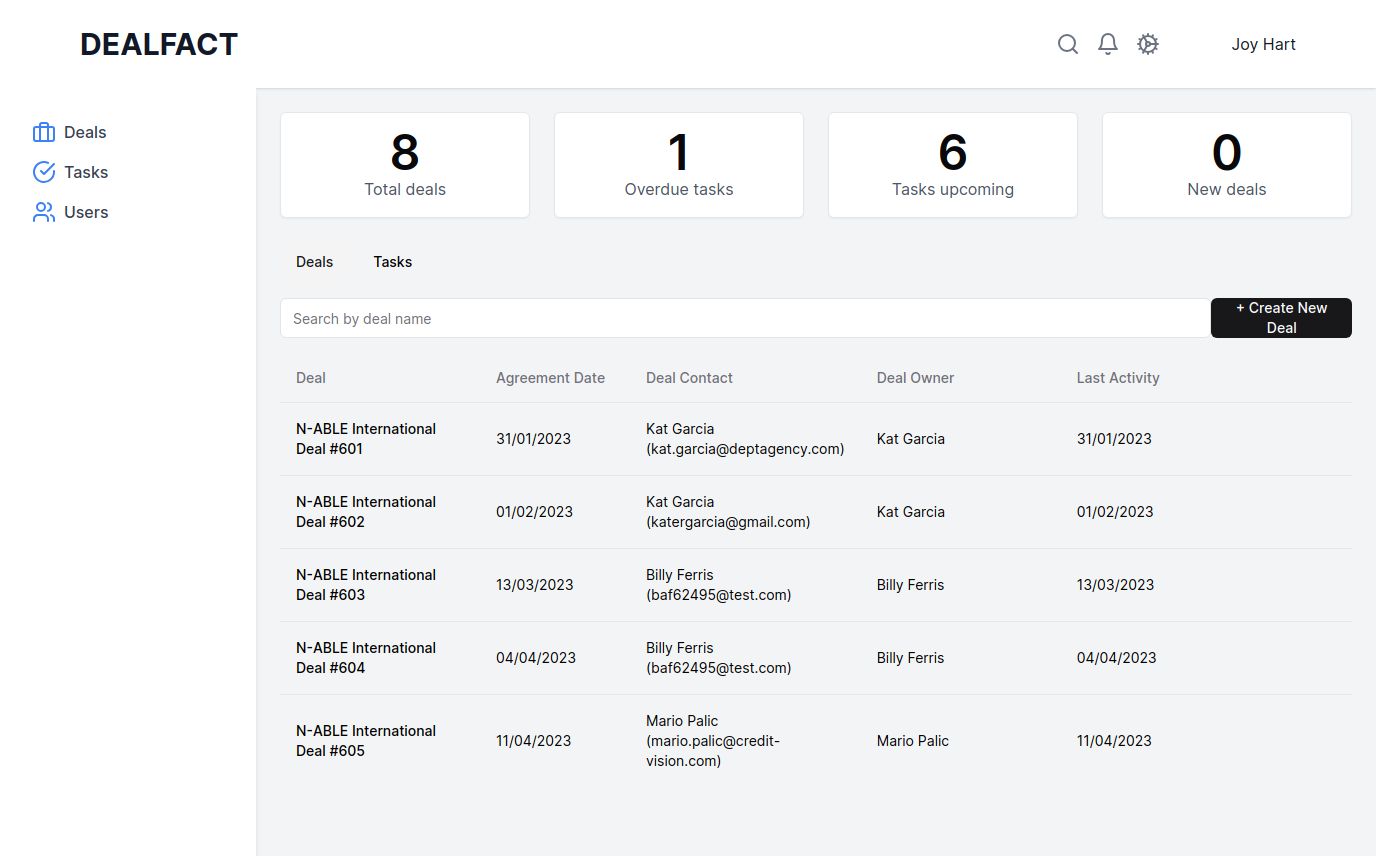 DEALFACT
Joy Hart
Deals
Tasks
Users
8
Total deals
1
Overdue tasks
6
Tasks upcoming
0
New deals
Deals Tasks
Search by deal name
+ Create New
Deal
Deal Agreement Date Deal Contact Deal Owner Last Activity
N-ABLE International
Deal #601
31/01/2023
Kat Garcia
(kat.garcia@deptagency.com)
Kat Garcia
31/01/2023
N-ABLE International
Deal #602
01/02/2023
Kat Garcia
(katergarcia@gmail.com)
Kat Garcia
01/02/2023
N-ABLE International
Deal #603
13/03/2023
Billy Ferris
(baf62495@test.com)
Billy Ferris
13/03/2023
N-ABLE International
Deal #604
04/04/2023
Billy Ferris
(baf62495@test.com)
Billy Ferris
04/04/2023
N-ABLE International
Deal #605
11/04/2023
Mario Palic
(mario.palic@credit-
vision.com)
Mario Palic
11/04/2023